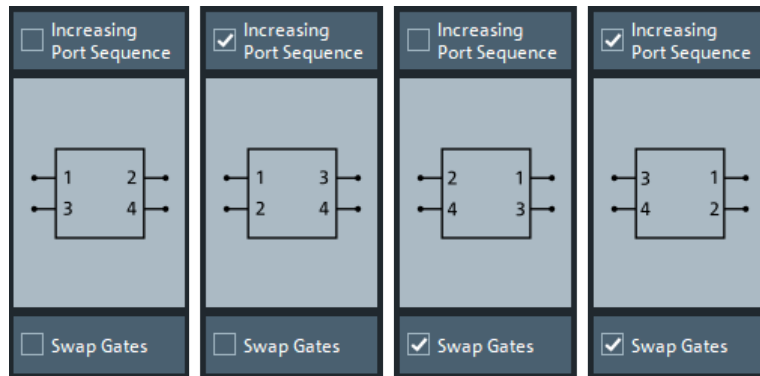 Increasing
Port Sequence
1 2
3 4
Swap Gates
Increasing
Port Sequence
1 3
2 4
Swap Gates
Increasing
Port Sequence
2 1
4 3
Swap Gates
Increasing
Port Sequence
3 1
4 2
Swap Gates